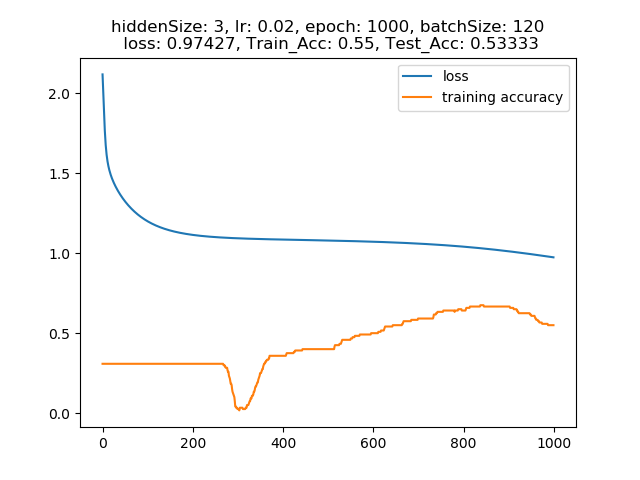 hiddenSize: 3, lr: 0.02, epoch: 1000, batchSize: 120
loss: 0.97427, Train_Acc: 0.55, Test_Acc: 0.53333
loss
training accuracy
2.0
1.5
1.0
0.5
0.0
0 200 400 600 800 1000